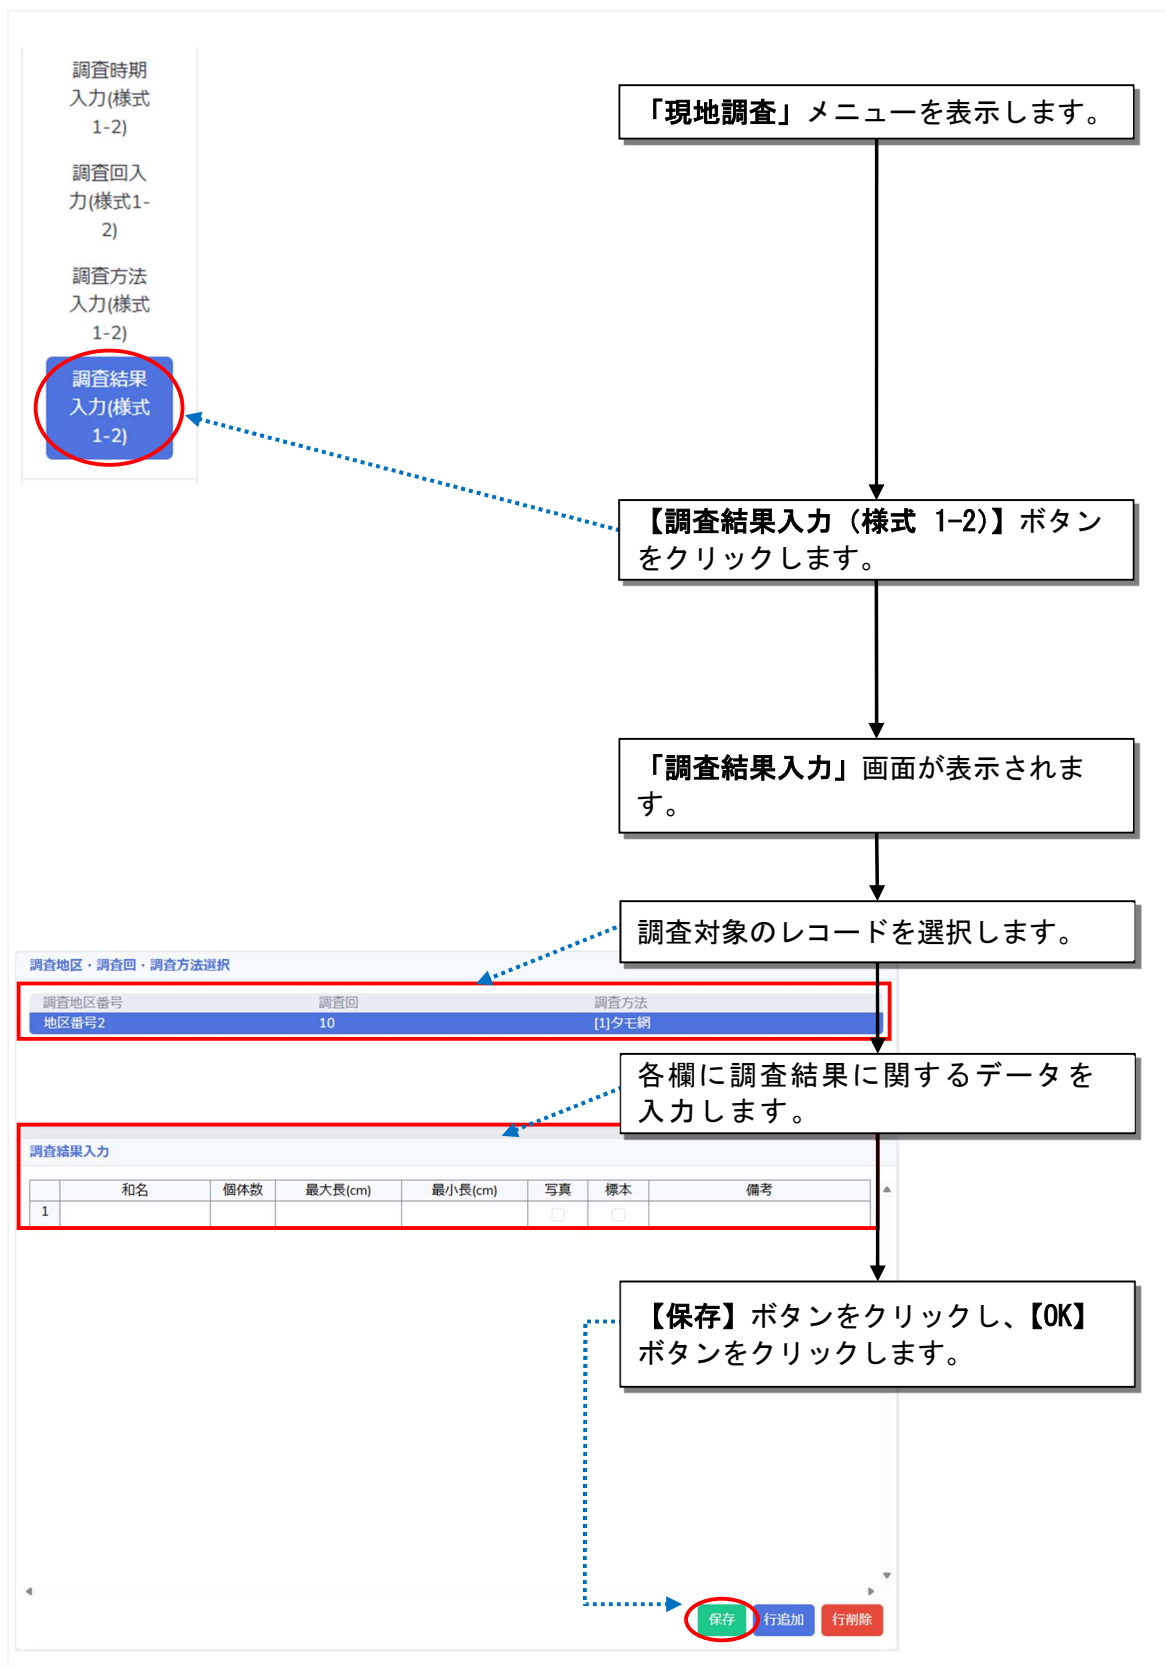 調査時期
入力(様式
1-2)
調査回入
力(様式1-
2)
調査方法
入力(様式
1-2)
調査結果
入力(様式
1-2)
「現地調査」メニューを表示します。
【調査結果入力（様式 1-2）】ボタン
をクリックします。
「調査結果入力」画面が表示されま
す。
調査対象のレコードを選択します。
調査地区・調査回・調査方法選択
調査地区番号 調査回 調査方法
地区番号2 10 [1]タモ網
各欄に調査結果に関するデータを
入力します。
調査結果入力
和名 個体数 最大長(cm) 最小長(cm) 写真 標本 備考
1
【保存】ボタンをクリックし、【OK】
ボタンをクリックします。
保存 行追加 行削除